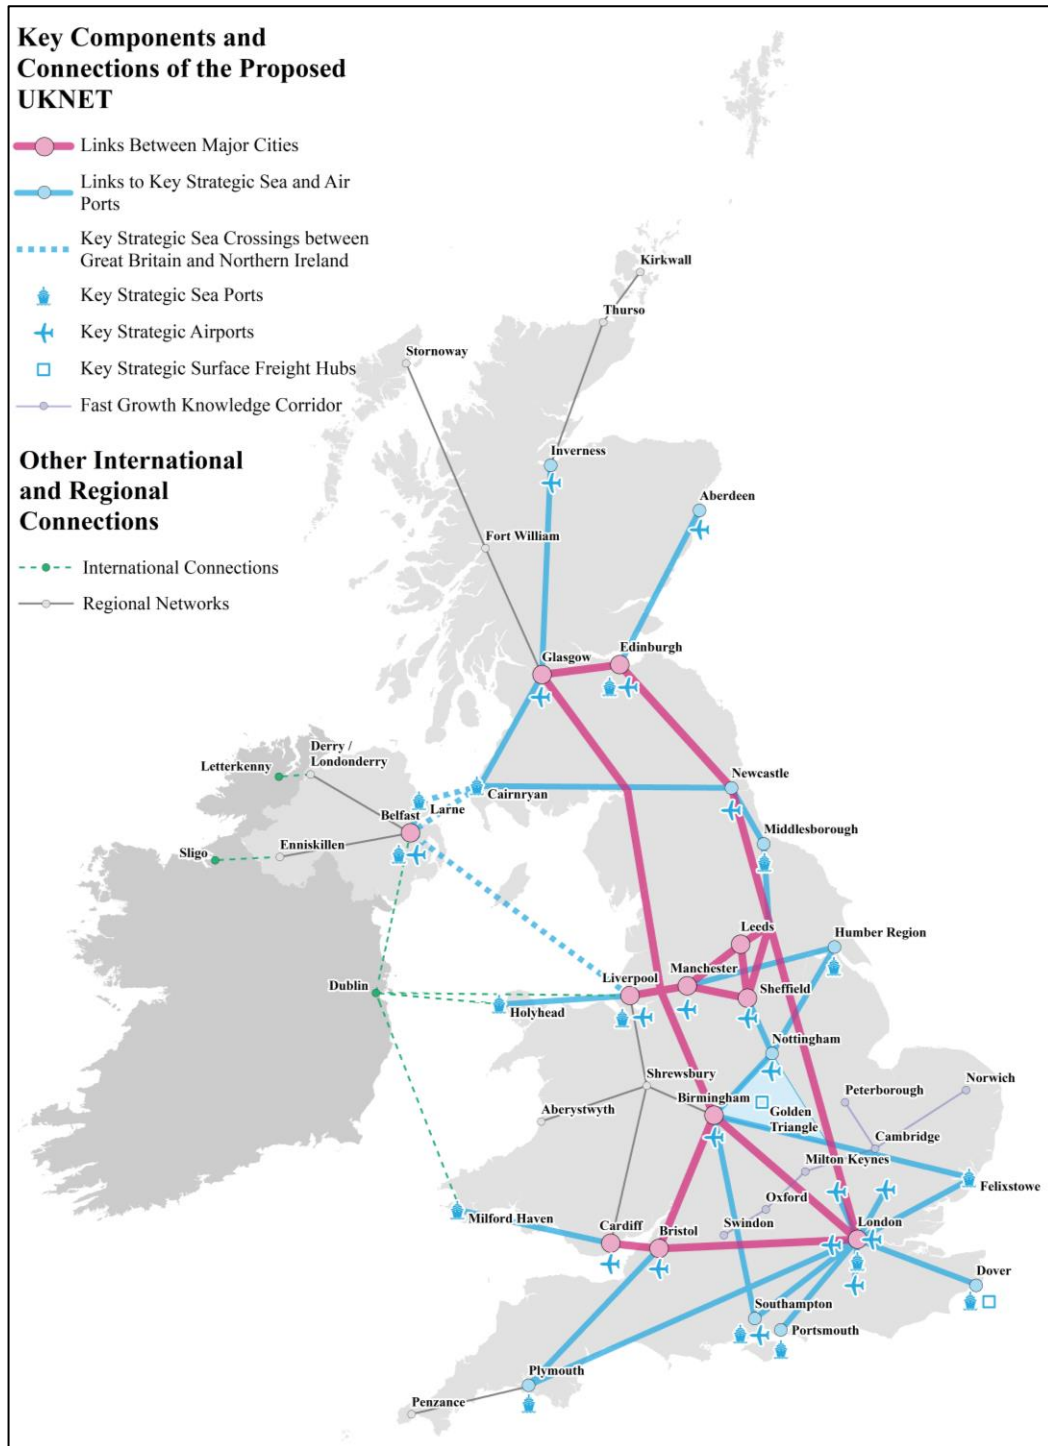 Key Components and
Connections of the Proposed
UKNET
Links Between Major Cities
Links to Key Strategic Sea and Air
Ports
Key Strategic Sea Crossings between
Great Britain and Northern Ireland
Key Strategic Sea Ports
Key Strategic Airports
Key Strategic Surface Freight Hubs
Fast Growth Knowledge Corridor
Other International
and Regional
Connections
International Connections
Regional Networks
Kirkwall
Thurso
Stornoway
Inverness
Aberdeen
Fort William
Edinburgh
Glasgow
Derry /
Londonderry
Letterkenny
Newcastle
Cairnryan
Larne
Belfast
Middlesborough
Enniskillen
Sligo
Leeds
Humber Region
Manchester
Liverpool
Dublin
Sheffield
Holyhead
Nottingham
Shrewsbury
Norwich
Peterborough
Birmingham
Aberystwyth
Golden
Triangle
Cambridge
Milton Keynes
Felixstowe
Oxford
Milford Haven
Cardiff
Bristol
Swindon
London
Dover
Southampton
Portsmouth
Plymouth
Penzance